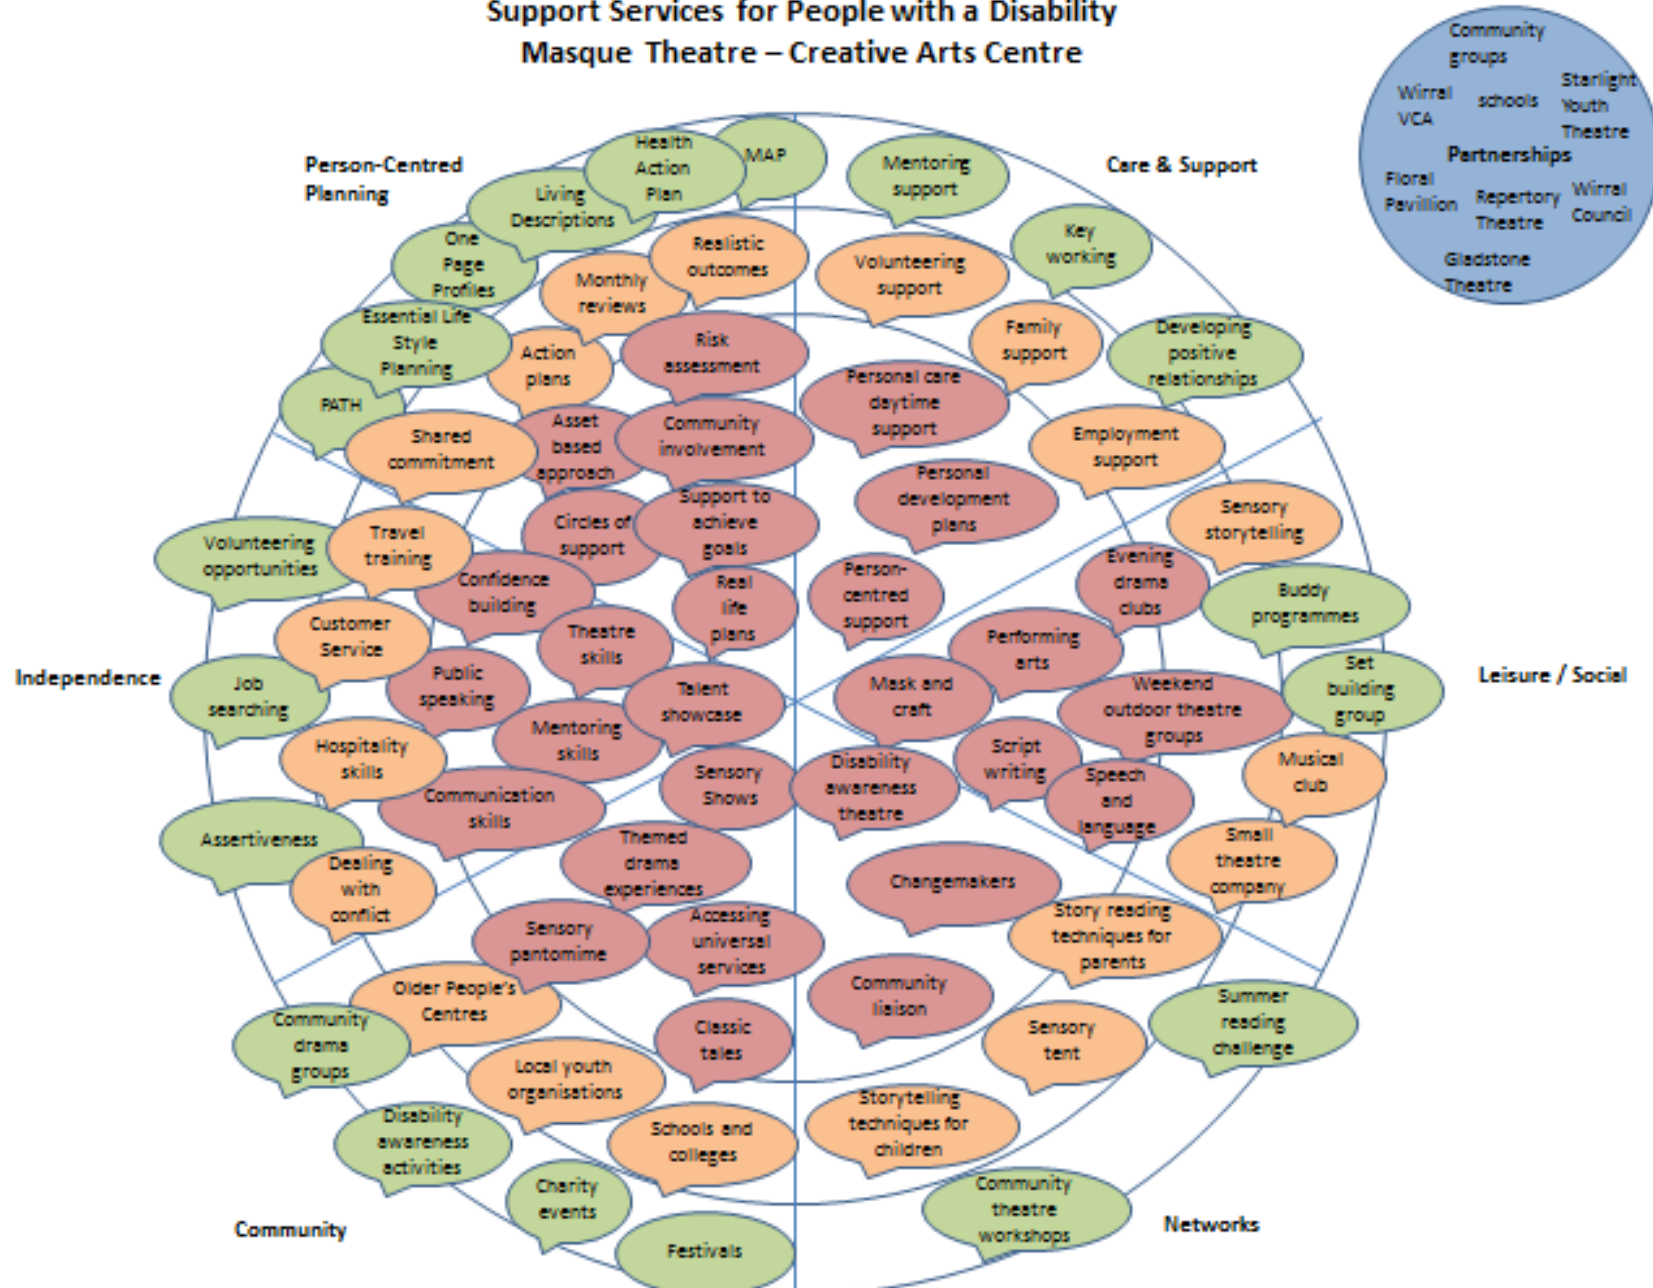 Support Services for People with a Disability
Masque Theatre – Creative Arts Centre
Community
groups
Wirral
VCA
schools
Starlight
Youth
Theatre
Partnerships
Floral
Pavillion
Repertory
Theatre
Wirral
Council
Gladstone
Theatre
Person-Centred
Planning
MAP
Health
Action
Plan
Living
Descriptions
One
Page
Profiles
Essential Life
Style
Planning
PATH
Realistic
outcomes
Monthly
reviews
Action
plans
Shared
commitment
Risk
assessment
Asset
based
approach
Community
involvement
Circles of
support
Support to
achieve
goals
Real
life
plans
Care & Support
Mentoring
support
Key
working
Developing
positive
relationships
Volunteering
support
Family
support
Employment
support
Personal care
daytime
support
Personal
development
plans
Person-
centred
support
Independence
Volunteering
opportunities
Job
searching
Assertiveness
Travel
training
Customer
Service
Hospitality
skills
Dealing
with
conflict
Confidence
building
Theatre
skills
Public
speaking
Talent
showcase
Mentoring
skills
Communication
skills
Leisure / Social
Sensory
storytelling
Evening
drama
clubs
Buddy
programmes
Performing
arts
Set
building
group
Mask and
craft
Weekend
outdoor theatre
groups
Script
writing
Musical
club
Speech
and
language
Small
theatre
company
Community
Sensory
Shows
Themed
drama
experiences
Sensory
pantomime
Accessing
universal
services
Classic
tales
Older People's
Centres
Local youth
organisations
Schools and
colleges
Community
drama
groups
Disability
awareness
activities
Charity
events
Festivals
Networks
Disability
awareness
theatre
Changemakers
Story reading
techniques for
parents
Community
liaison
Sensory
tent
Summer
reading
challenge
Storytelling
techniques for
children
Community
theatre
workshops